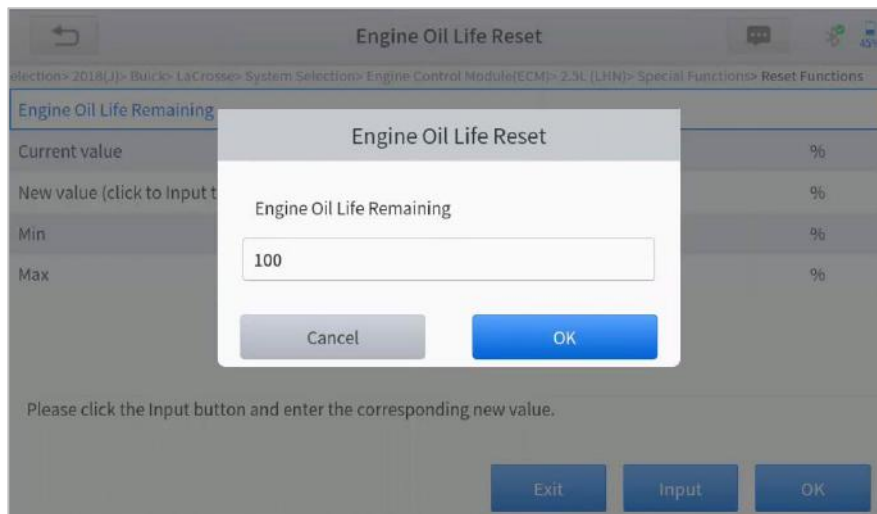 Engine Oil Life Reset
45%
election> 2018(J)> Buick> LaCrosse> System Selection> Engine Control Module(ECM)> 2.5L (LHN)> Special Functions> Reset Functions
Engine Oil Life Remaining
Current value %
New value (click to Input t %
Min %
Max %
Engine Oil Life Reset
Engine Oil Life Remaining
100
Cancel OK
Please click the Input button and enter the corresponding new value.
Exit Input OK